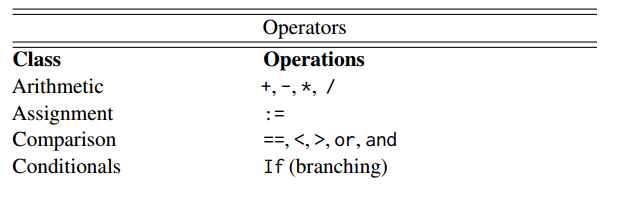 Operators
Class Operations
Arithmetic +, -, *, /
Assignment :=
Comparison ==, <, >, or, and
Conditionals If (branching)